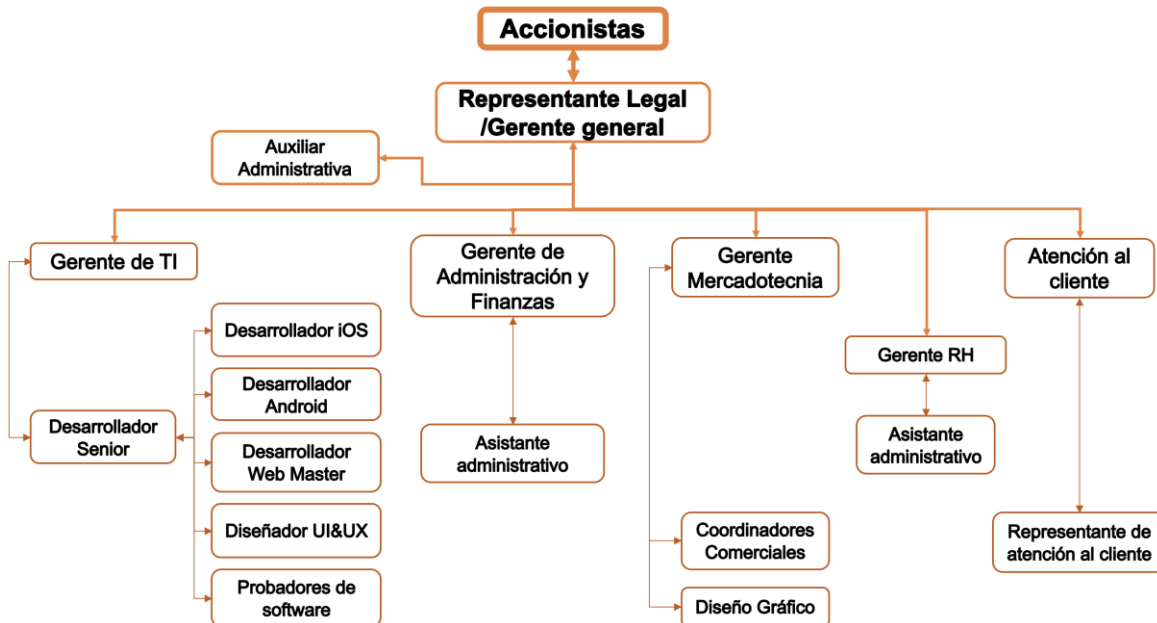 Accionistas
Representante Legal
/Gerente general
Auxiliar
Administrativa
Gerente de TI
Gerente de
Administración y
Finanzas
Gerente
Mercadotecnia
Atención al
cliente
Desarrollador iOS
Gerente RH
Desarrollador
Android
Desarrollador
Senior
Desarrollador
Web Master
Asistante
administrativo
Asistante
administrativo
Diseñador UI&UX
Coordinadores
Comerciales
Representante de
atención al cliente
Probadores de
software
Diseño Gráfico